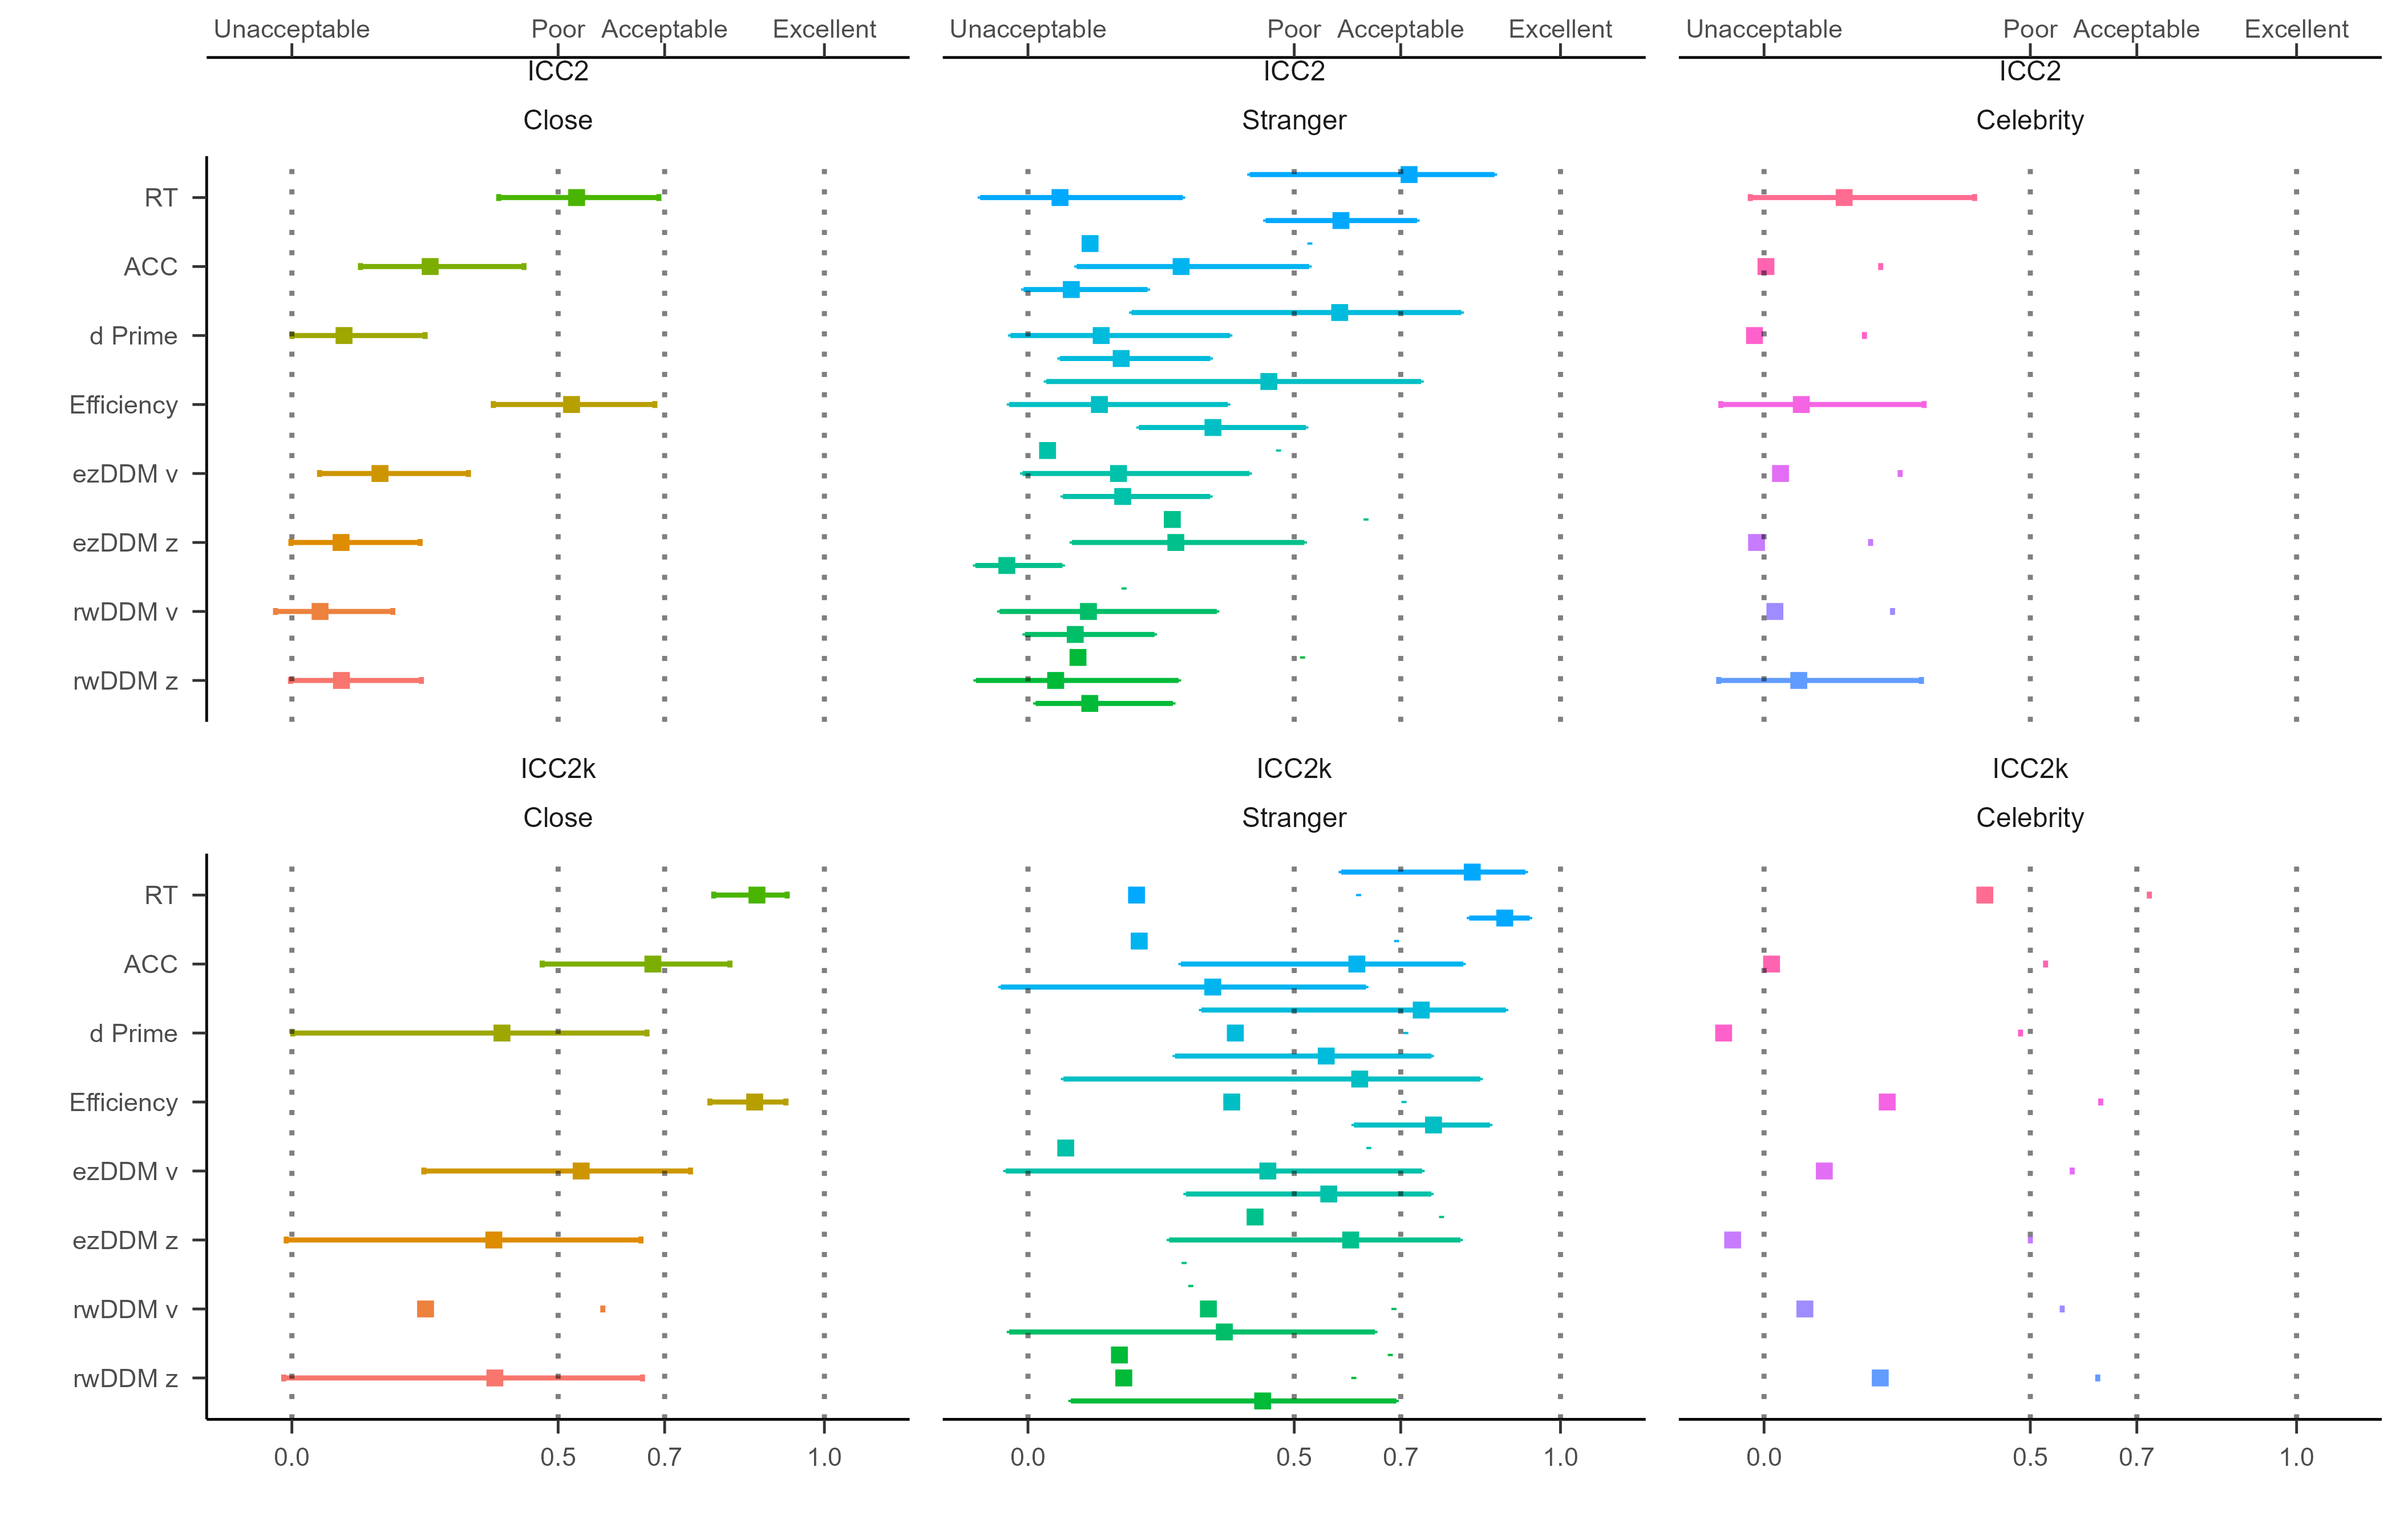 Unacceptable Poor Acceptable Excellent Unacceptable Poor Acceptable Excellent Unacceptable Poor Acceptable Excellent
ICC2 ICC2 ICC2
Close Stranger Celebrity
RT
ACC
d Prime
Efficiency
ezDDM v
ezDDM z
rwDDM v
rwDDM z
ICC2k ICC2k ICC2k
Close Stranger Celebrity
RT
ACC
d Prime
Efficiency
ezDDM v
ezDDM z
rwDDM v
rwDDM z
0.0 0.5 0.7 1.0 0.0 0.5 0.7 1.0 0.0 0.5 0.7 1.0